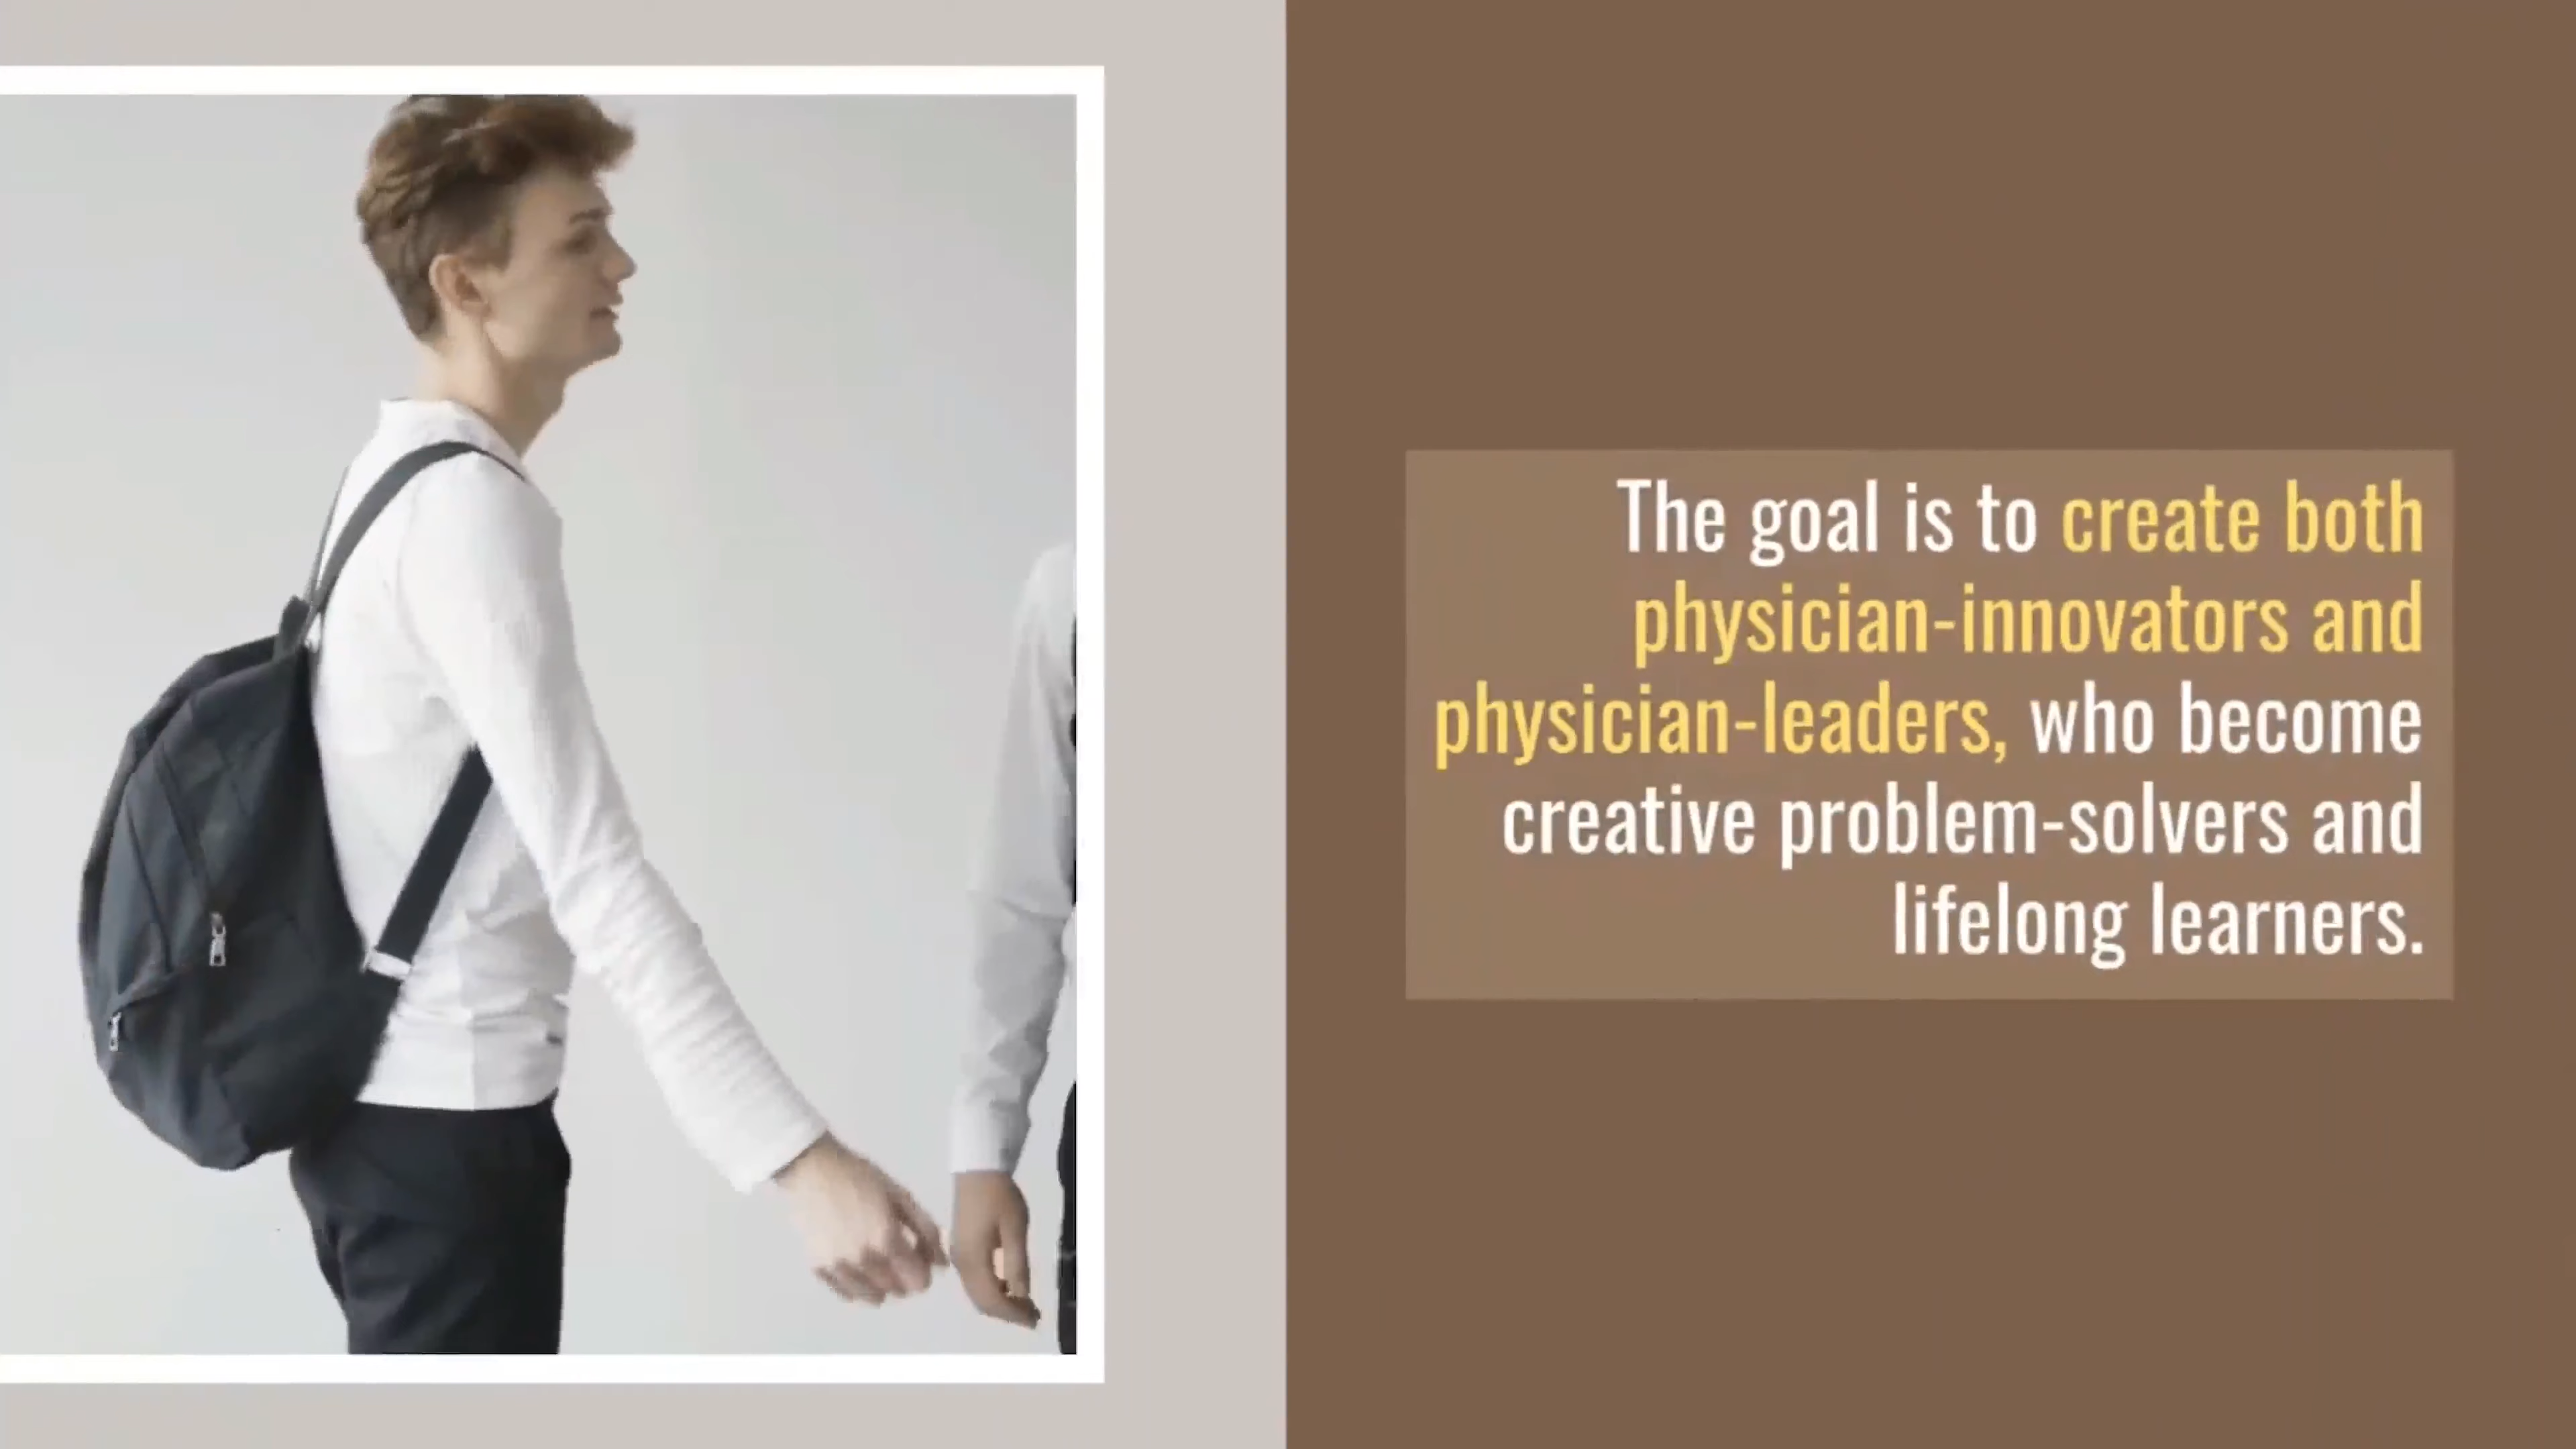 The goal is to create both
physician-innovators and
physician-leaders, who become
creative problem-solvers and
lifelong learners.